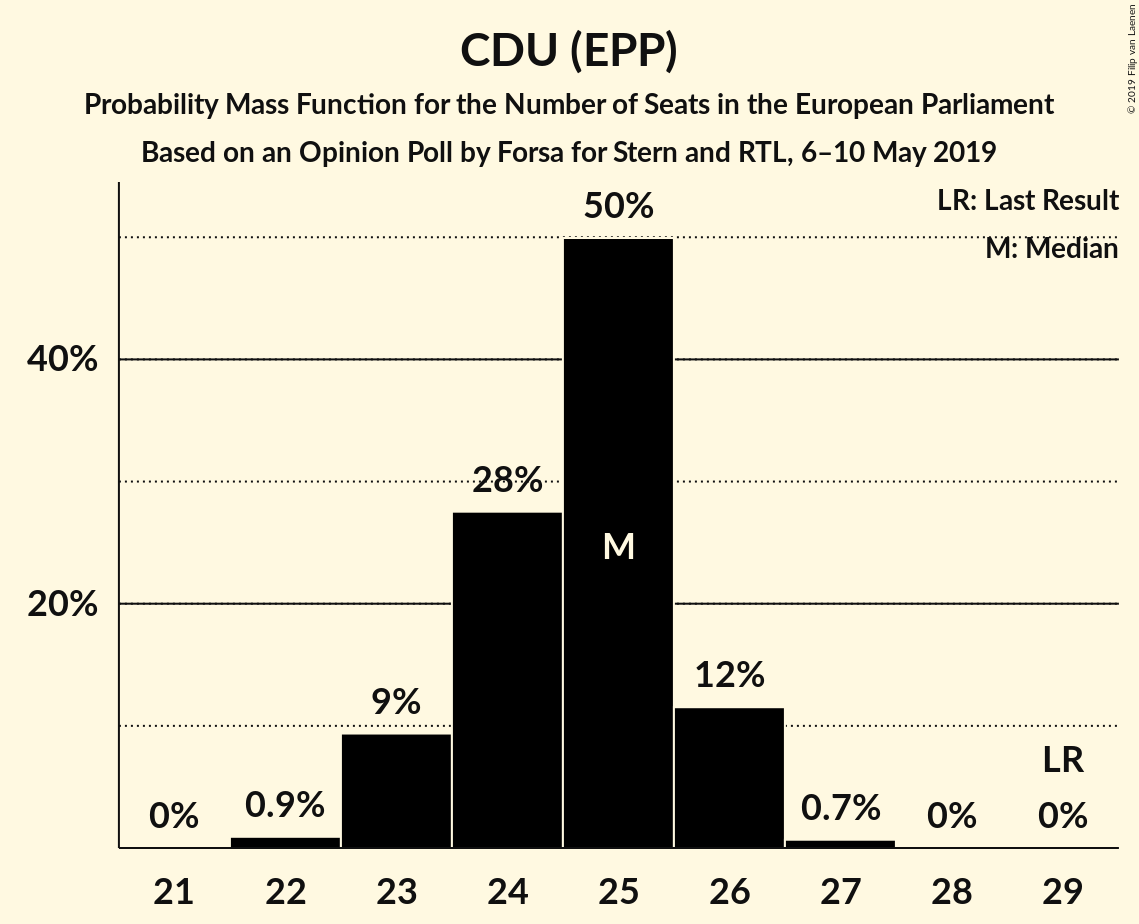 CDU (EPP)
Probability Mass Function for the Number of Seats in the European Parliament
Based on an Opinion Poll by Forsa for Stern and RTL, 6–10 May 2019
© 2019 Filip van Laenen
LR: Last Result
M: Median
50%
40%
28%
M
20%
12%
9%
LR
0%
0.9%
0.7%
0%
0%
21 22 23 24 25 26 27 28 29